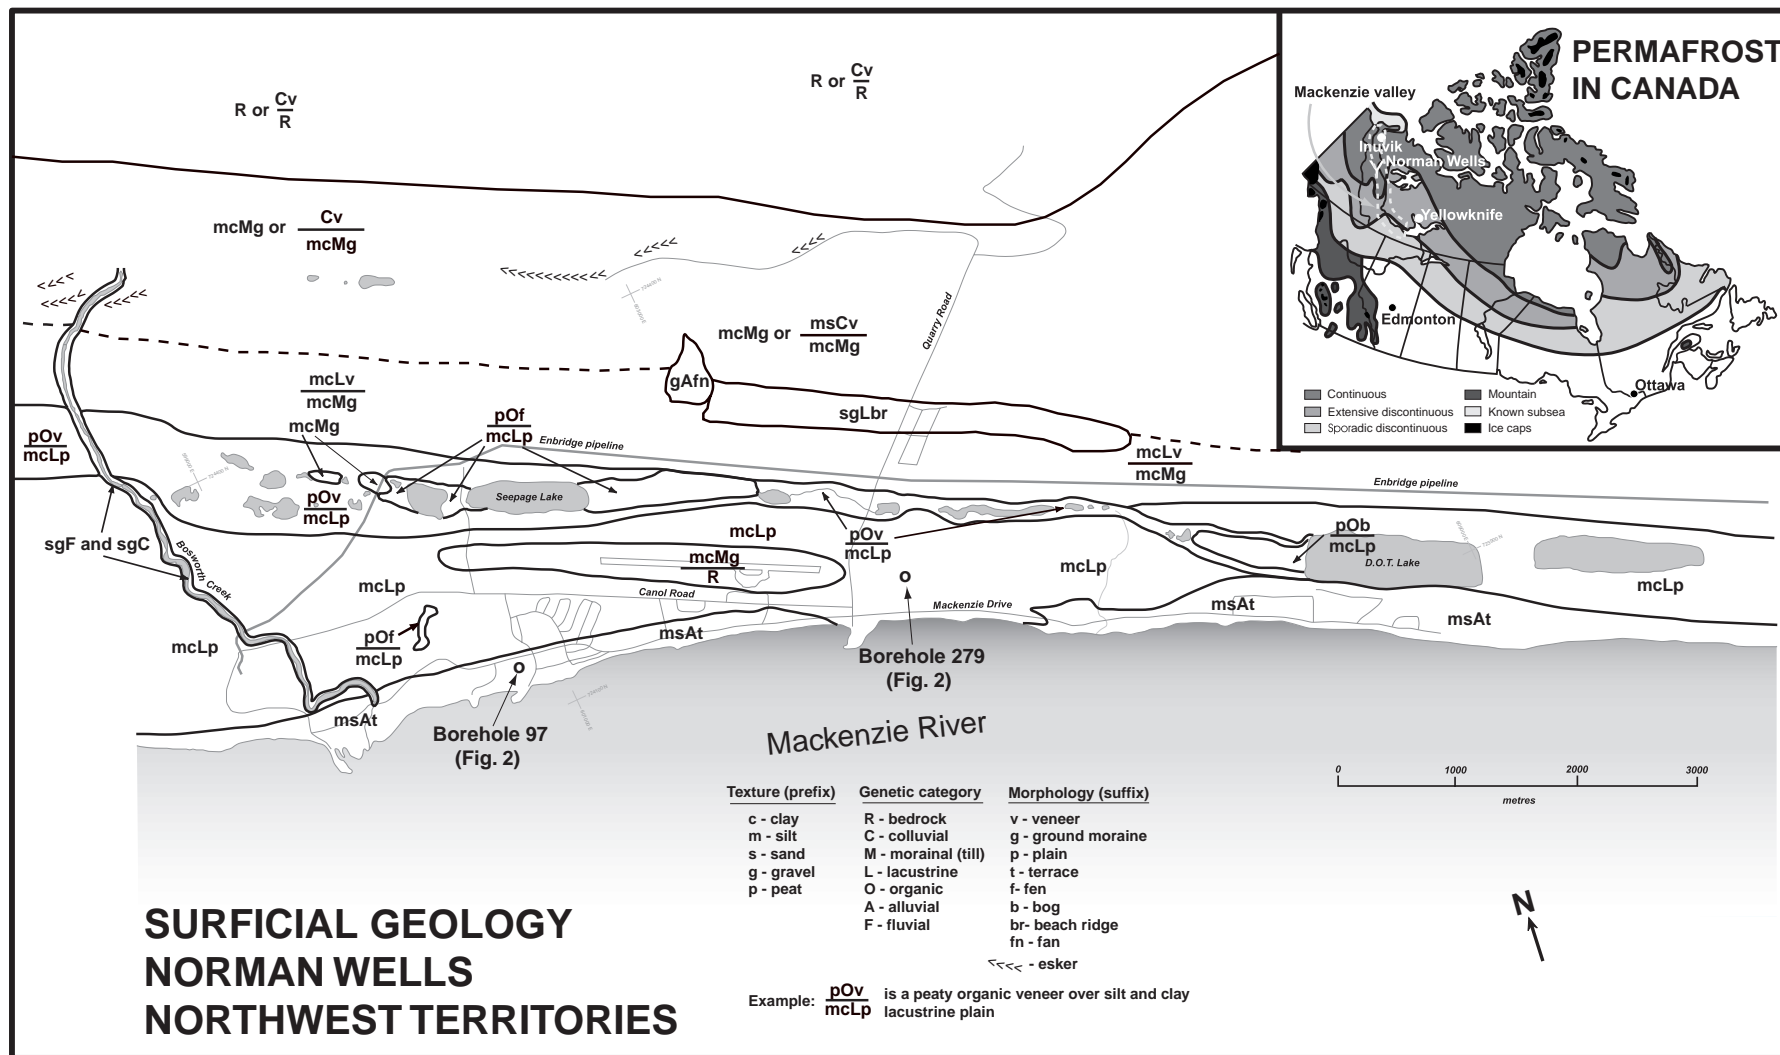 PERMAFROST
IN CANADA
Mackenzie valley
Inuvik
Norman Wells
Yellowknife
Edmonton
Ottawa
Continuous
Extensive discontinuous
Sporadic discontinuous
Mountain
Known subsea
Ice caps
R or Cv
R
R or Cv
R
mcMg or Cv
mcMg
mcMg or msCv
mcMg
Quarry Road
gAfn
sgLbr
mcLv
mcMg
mcMg
pOf
mcLp
Enbridge pipeline
pOv
mcLp
mcLv
mcMg
Enbridge pipeline
Seepage Lake
pOv
mcLp
sgF and sgC
Bosworth Creek
mcLp
pOv
mcLp
pOb
mcLp
D.O.T. Lake
mcMg
R
mcLp
mcLp
mcLp
Canol Road
Mackenzie Drive
msAt
msAt
msAt
mcLp
pOf
mcLp
msAt
Borehole 279
(Fig. 2)
Borehole 97
(Fig. 2)
Mackenzie River
0 1000 2000 3000
metres
Texture (prefix)
c - clay
m - silt
s - sand
g - gravel
p - peat
Genetic category
R - bedrock
C - colluvial
M - morainal (till)
L - lacustrine
O - organic
A - alluvial
F - fluvial
Morphology (suffix)
v - veneer
g - ground moraine
p - plain
t - terrace
f- fen
b - bog
br- beach ridge
fn - fan
- esker
Example: pOv
mcLp
is a peaty organic veneer over silt and clay
lacustrine plain
N
SURFICIAL GEOLOGY
NORMAN WELLS
NORTHWEST TERRITORIES